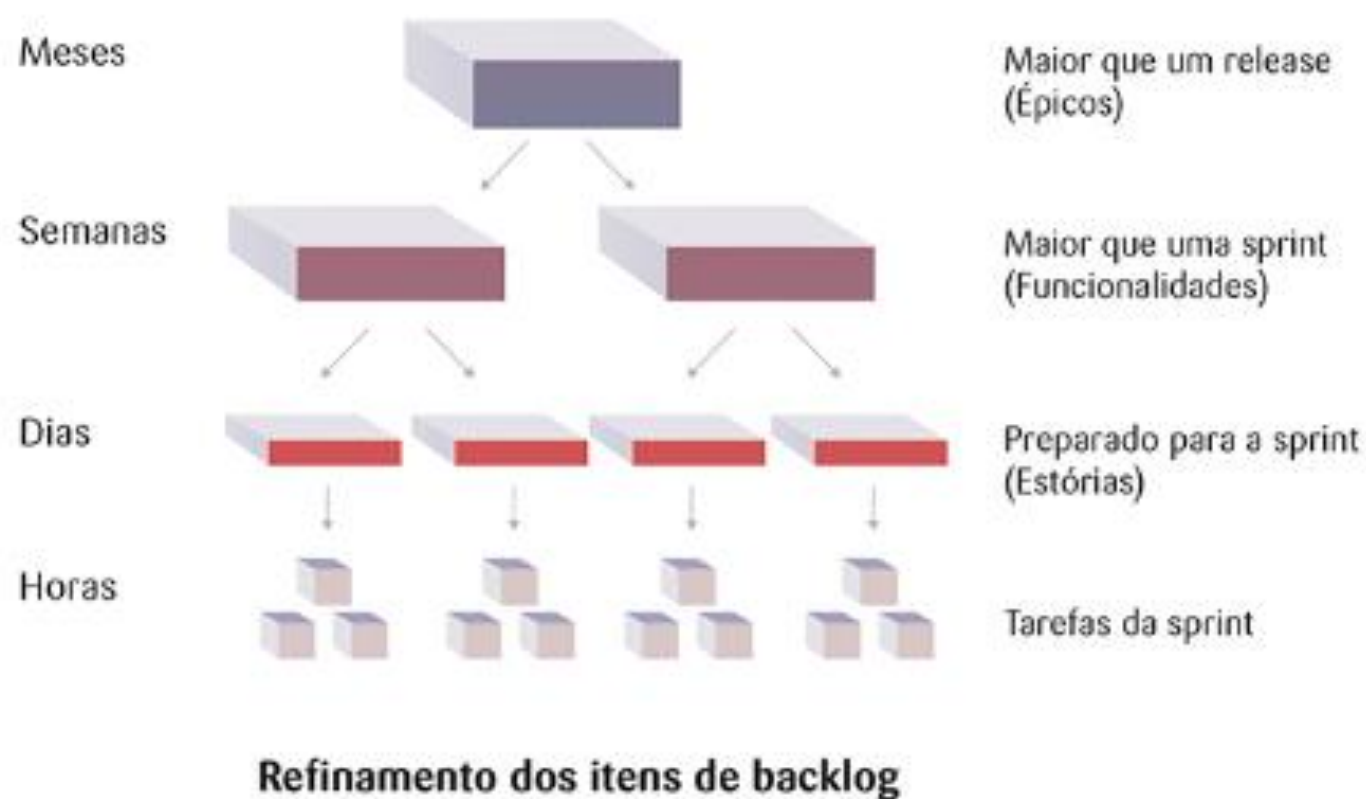 Meses
Maior que um release
(Épicos)
Semanas
Maior que uma sprint
(Funcionalidades)
Dias
Preparado para a sprint
(Estórias)
Horas
Tarefas da sprint
Refinamento dos itens de backlog